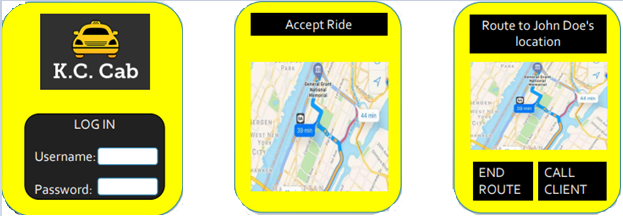 K.C. Cab
LOG IN
Username:
Password:
Accept Ride
PARK
General Grant
National
Memorial
44 min
39 min
Route to John Doe's
location
General Grant
National
Memorial
44 min
39 min
END
ROUTE
CALL
CLIENT